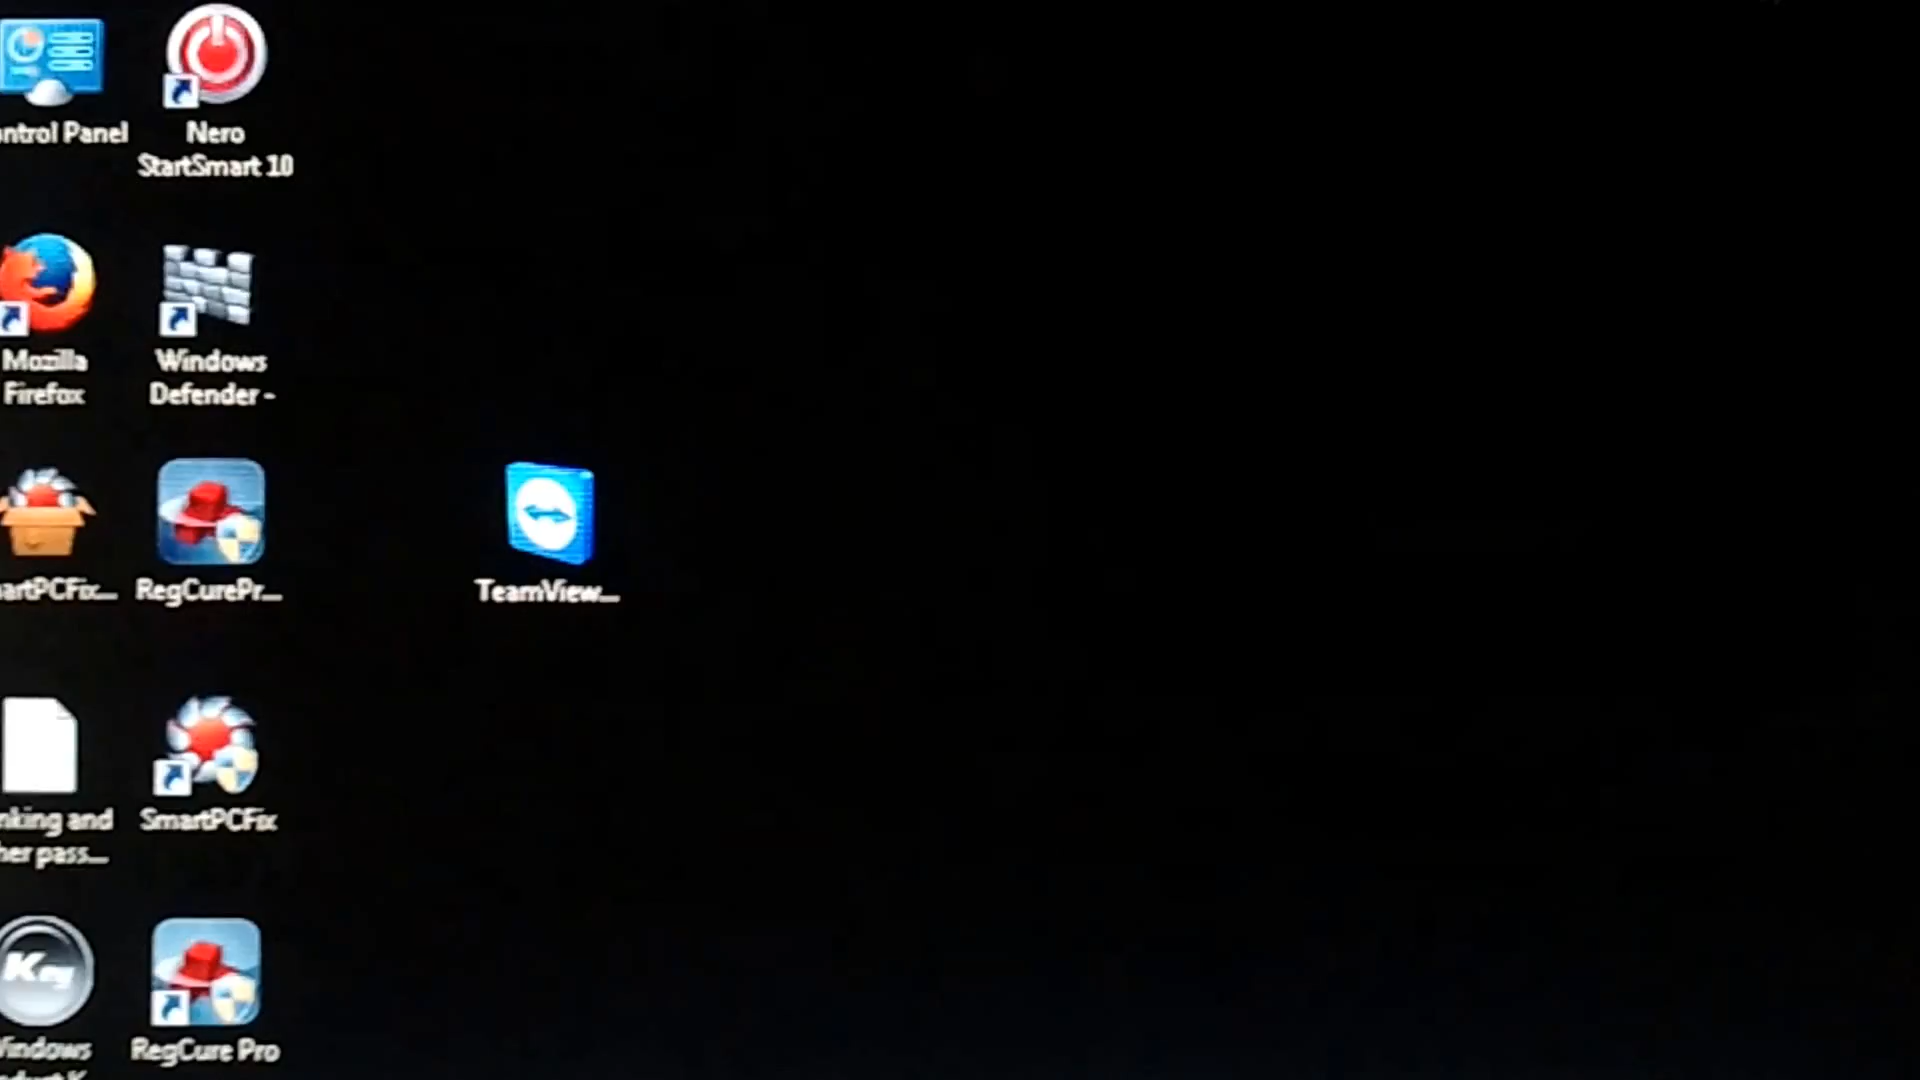 ontrol Panel
Nero
StartSmart 10
Mozilla
Firefox
Windows
Defender -
artPCFix...
RegCurePr...
TeamView...
nking and
her pass...
SmartPCFix
Key
Windows
RegCure Pro